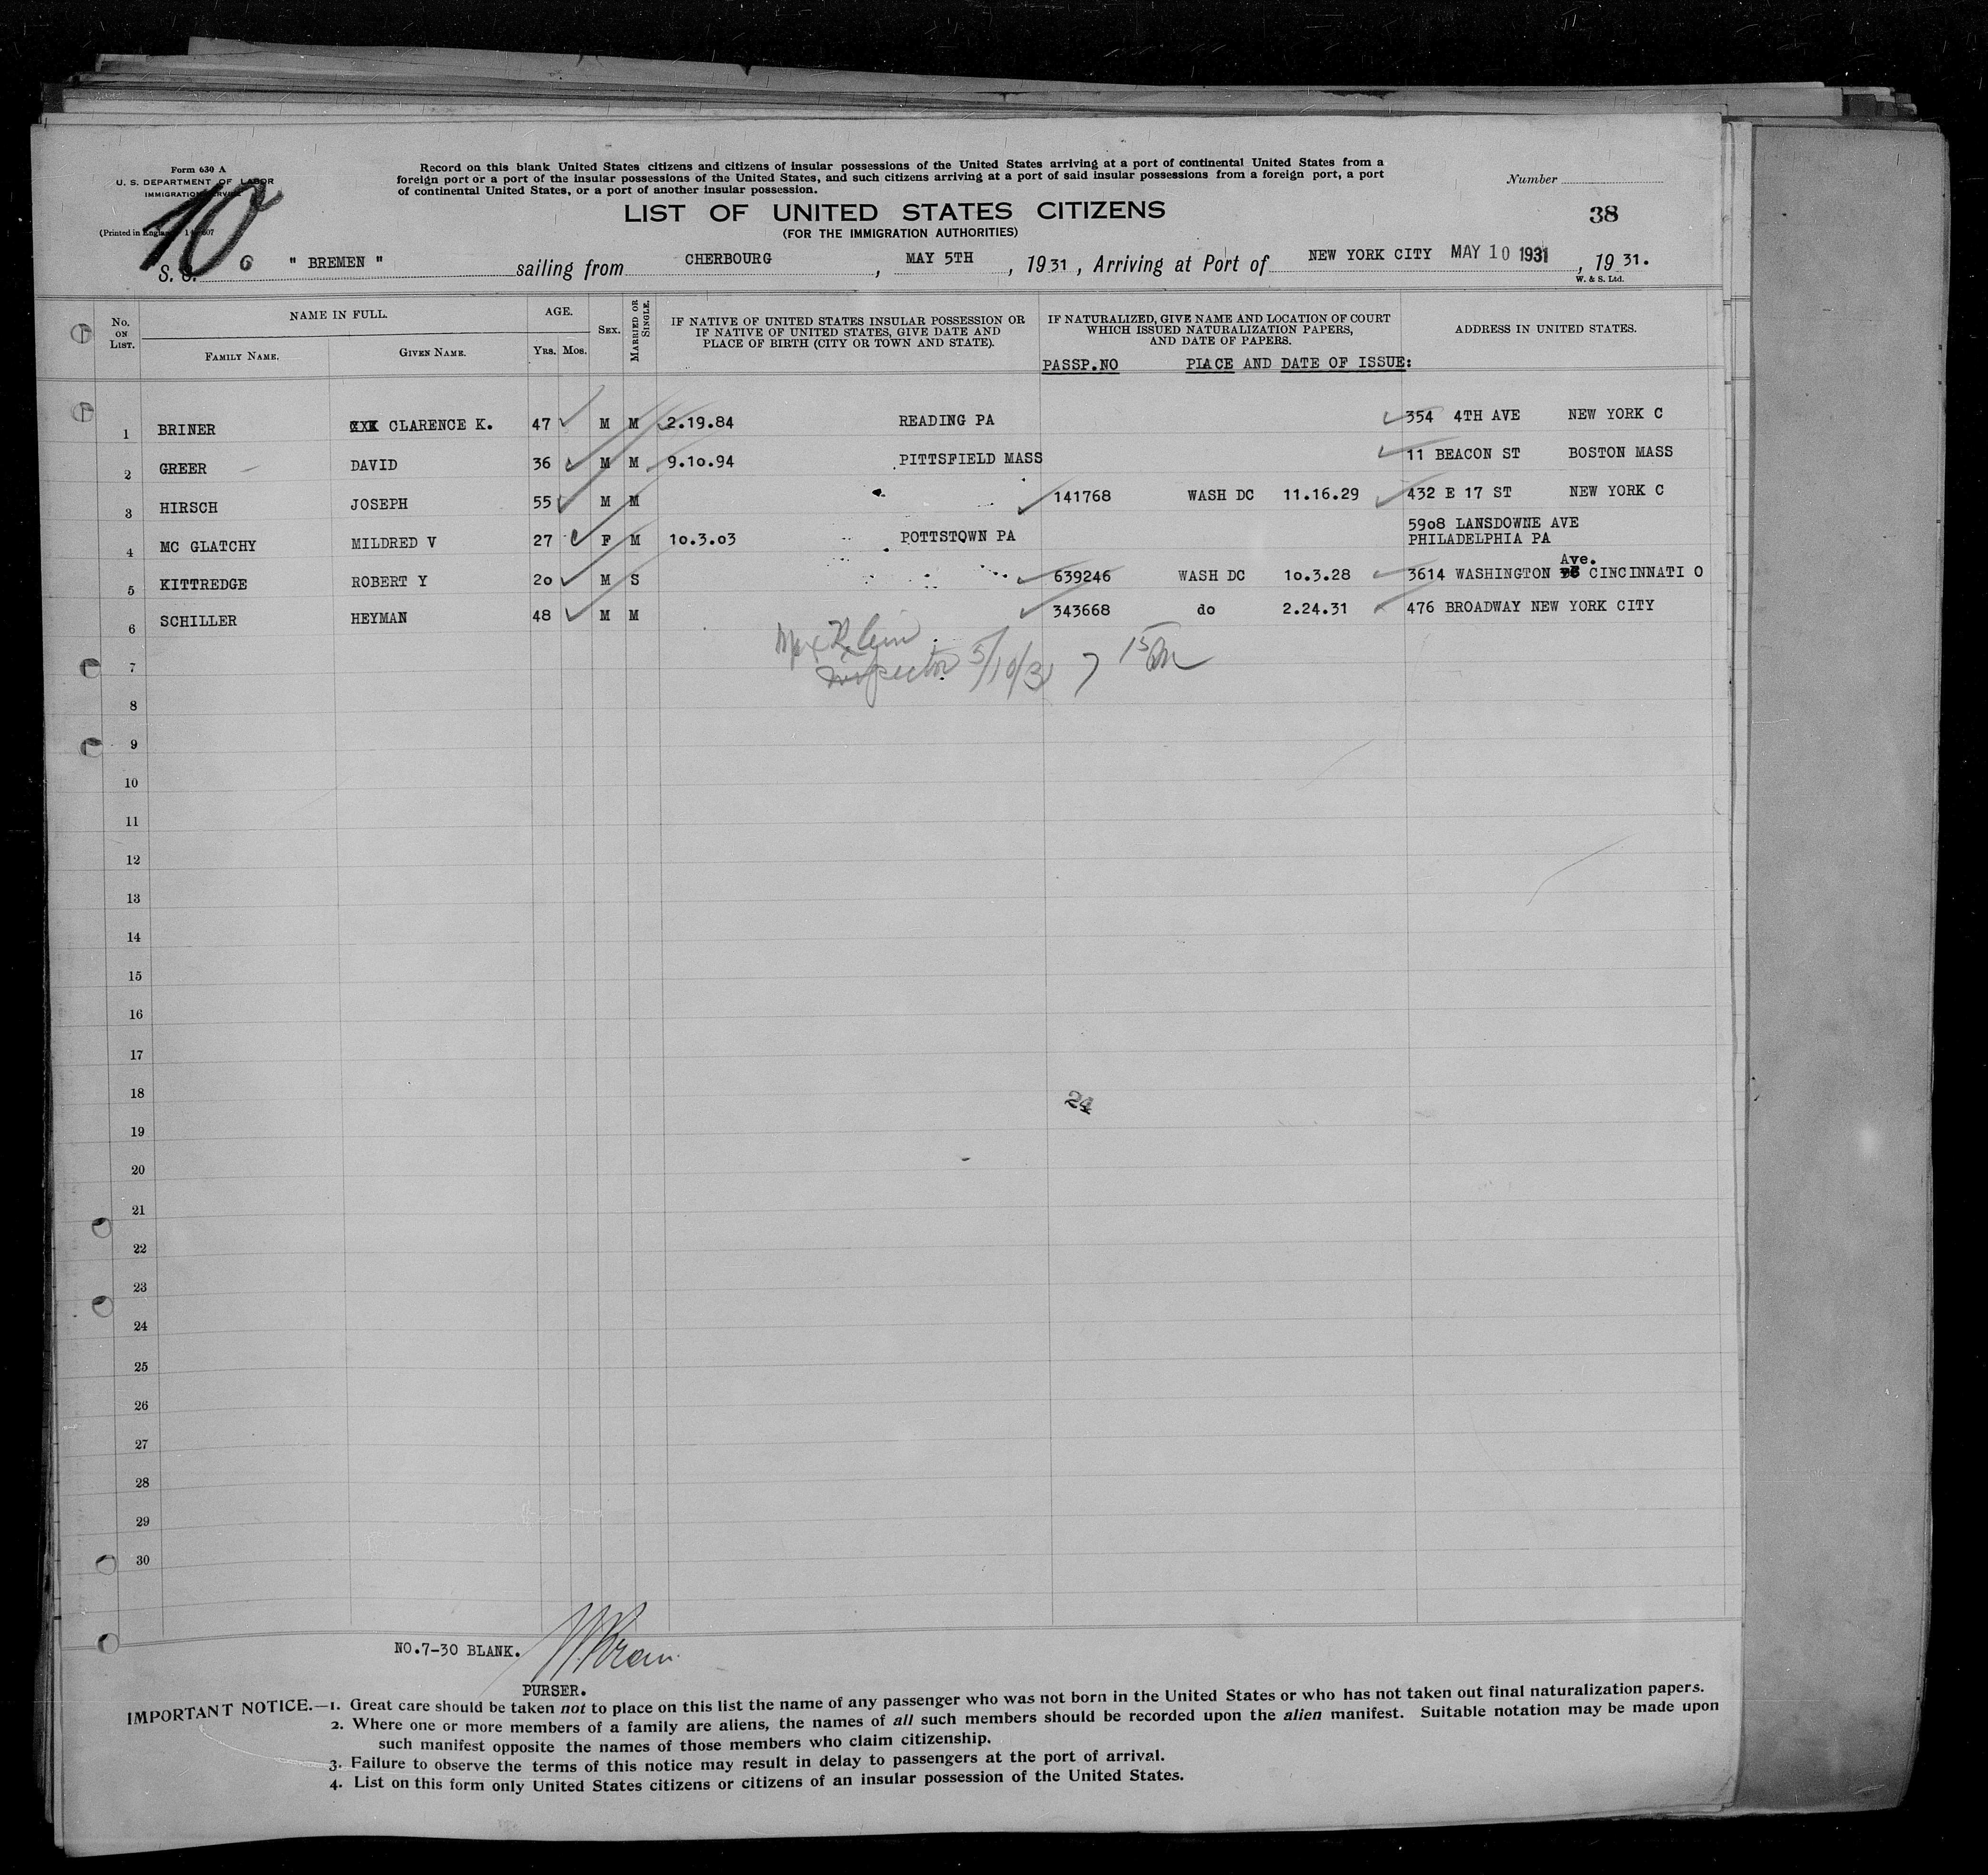 Form 630 A
U. S. DEPARTMENT OF LABOR
IMMIGRATION SERVICE
(Printed in England)
10
Record on this blank United States citizens and citizens of insular possessions of the United States arriving at a port of continental United States from a
foreign port or a port of the insular possessions of the United States, and such citizens arriving at a port of said insular possessions from a foreign port, a port
of continental United States, or a port of another insular possession.
Number
LIST OF UNITED STATES CITIZENS
38
(FOR THE IMMIGRATION AUTHORITIES)
S. S. 6 " BREMEN " sailing from CHERBOURG , MAY 5TH , 1931 , Arriving at Port of NEW YORK CITY MAY 10 1931 , 1931.
W. & S. Ltd.
No. ON LIST. NAME IN FULL. AGE. SEX. MARRIED OR SINGLE. IF NATIVE OF UNITED STATES INSULAR POSSESSION OR IF NATIVE OF UNITED STATES, GIVE DATE AND PLACE OF BIRTH (CITY OR TOWN AND STATE). IF NATURALIZED, GIVE NAME AND LOCATION OF COURT WHICH ISSUED NATURALIZATION PAPERS, AND DATE OF PAPERS. ADDRESS IN UNITED STATES.
FAMILY NAME. GIVEN NAME. Yrs. Mos.
PASSP.NO PLACE AND DATE OF ISSUE:
1 BRINER CLARENCE K. 47 M M 2.19.84 READING PA 354 4TH AVE NEW YORK C
2 GREER DAVID 36 M M 9.10.94 PITTSFIELD MASS 11 BEACON ST BOSTON MASS
3 HIRSCH JOSEPH 55 M M 141768 WASH DC 11.16.29 432 E 17 ST NEW YORK C
4 MC GLATCHY MILDRED V 27 F M 10.3.03 POTTSTOWN PA 5908 LANSDOWNE AVE
PHILADELPHIA PA
5 KITTREDGE ROBERT Y 20 M S 639246 WASH DC 10.3.28 3614 WASHINGTON Ave. CINCINNATI O
6 SCHILLER HEYMAN 48 M M 343668 do 2.24.31 476 BROADWAY NEW YORK CITY
Max Klein
Inspector 5/10/31
7
8
9
10
11
12
13
14
15
16
17
18
24
19
20
21
22
23
24
25
26
27
28
29
30
NO.7-30 BLANK.
PURSER.
IMPORTANT NOTICE.—1. Great care should be taken not to place on this list the name of any passenger who was not born in the United States or who has not taken out final naturalization papers.
2. Where one or more members of a family are aliens, the names of all such members should be recorded upon the alien manifest. Suitable notation may be made upon
such manifest opposite the names of those members who claim citizenship.
3. Failure to observe the terms of this notice may result in delay to passengers at the port of arrival.
4. List on this form only United States citizens or citizens of an insular possession of the United States.